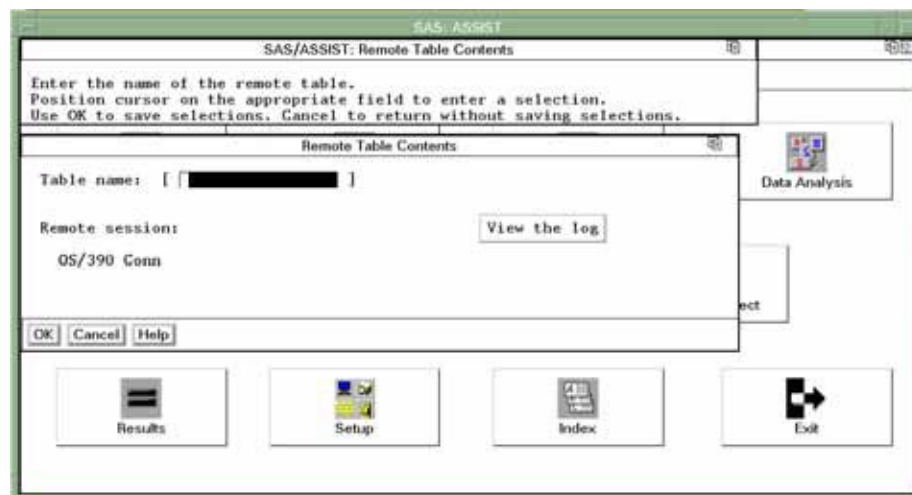 SAS: ASSIST
SAS/ASSIST: Remote Table Contents
Enter the name of the remote table.
Position cursor on the appropriate field to enter a selection.
Use OK to save selections. Cancel to return without saving selections.
Remote Table Contents
Table name: [ ]
Data Analysis
Remote session:
View the log
OS/390 Conn
ect
OK Cancel Help
Results
Setup
Index
Exit